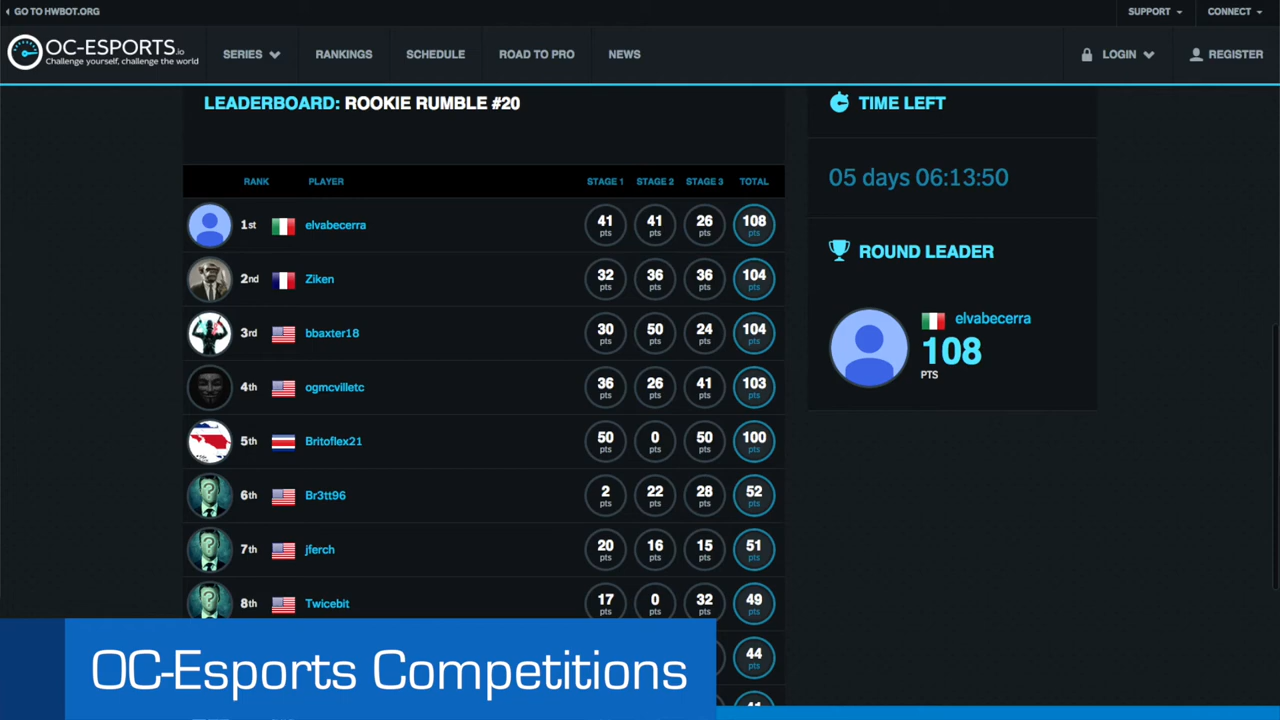 GO TO HWBOT.ORG
SUPPORT
CONNECT
OC-ESPORTS.io
Challenge yourself, challenge the world
SERIES
RANKINGS
SCHEDULE
ROAD TO PRO
NEWS
LOGIN
REGISTER
LEADERBOARD: ROOKIE RUMBLE #20
RANK PLAYER STAGE 1 STAGE 2 STAGE 3 TOTAL
1st elvabecerra 41 pts 41 pts 26 pts 108 pts
2nd Ziken 32 pts 36 pts 36 pts 104 pts
3rd bbaxter18 30 pts 50 pts 24 pts 104 pts
4th ogmcvilletc 36 pts 26 pts 41 pts 103 pts
5th Britoflex21 50 pts 0 pts 50 pts 100 pts
6th Br3tt96 2 pts 22 pts 28 pts 52 pts
7th jferch 20 pts 16 pts 15 pts 51 pts
8th Twicebit 17 pts 0 pts 32 pts 49 pts
44 pts
TIME LEFT
05 days 06:13:50
ROUND LEADER
elvabecerra
108
PTS
OC-Esports Competitions